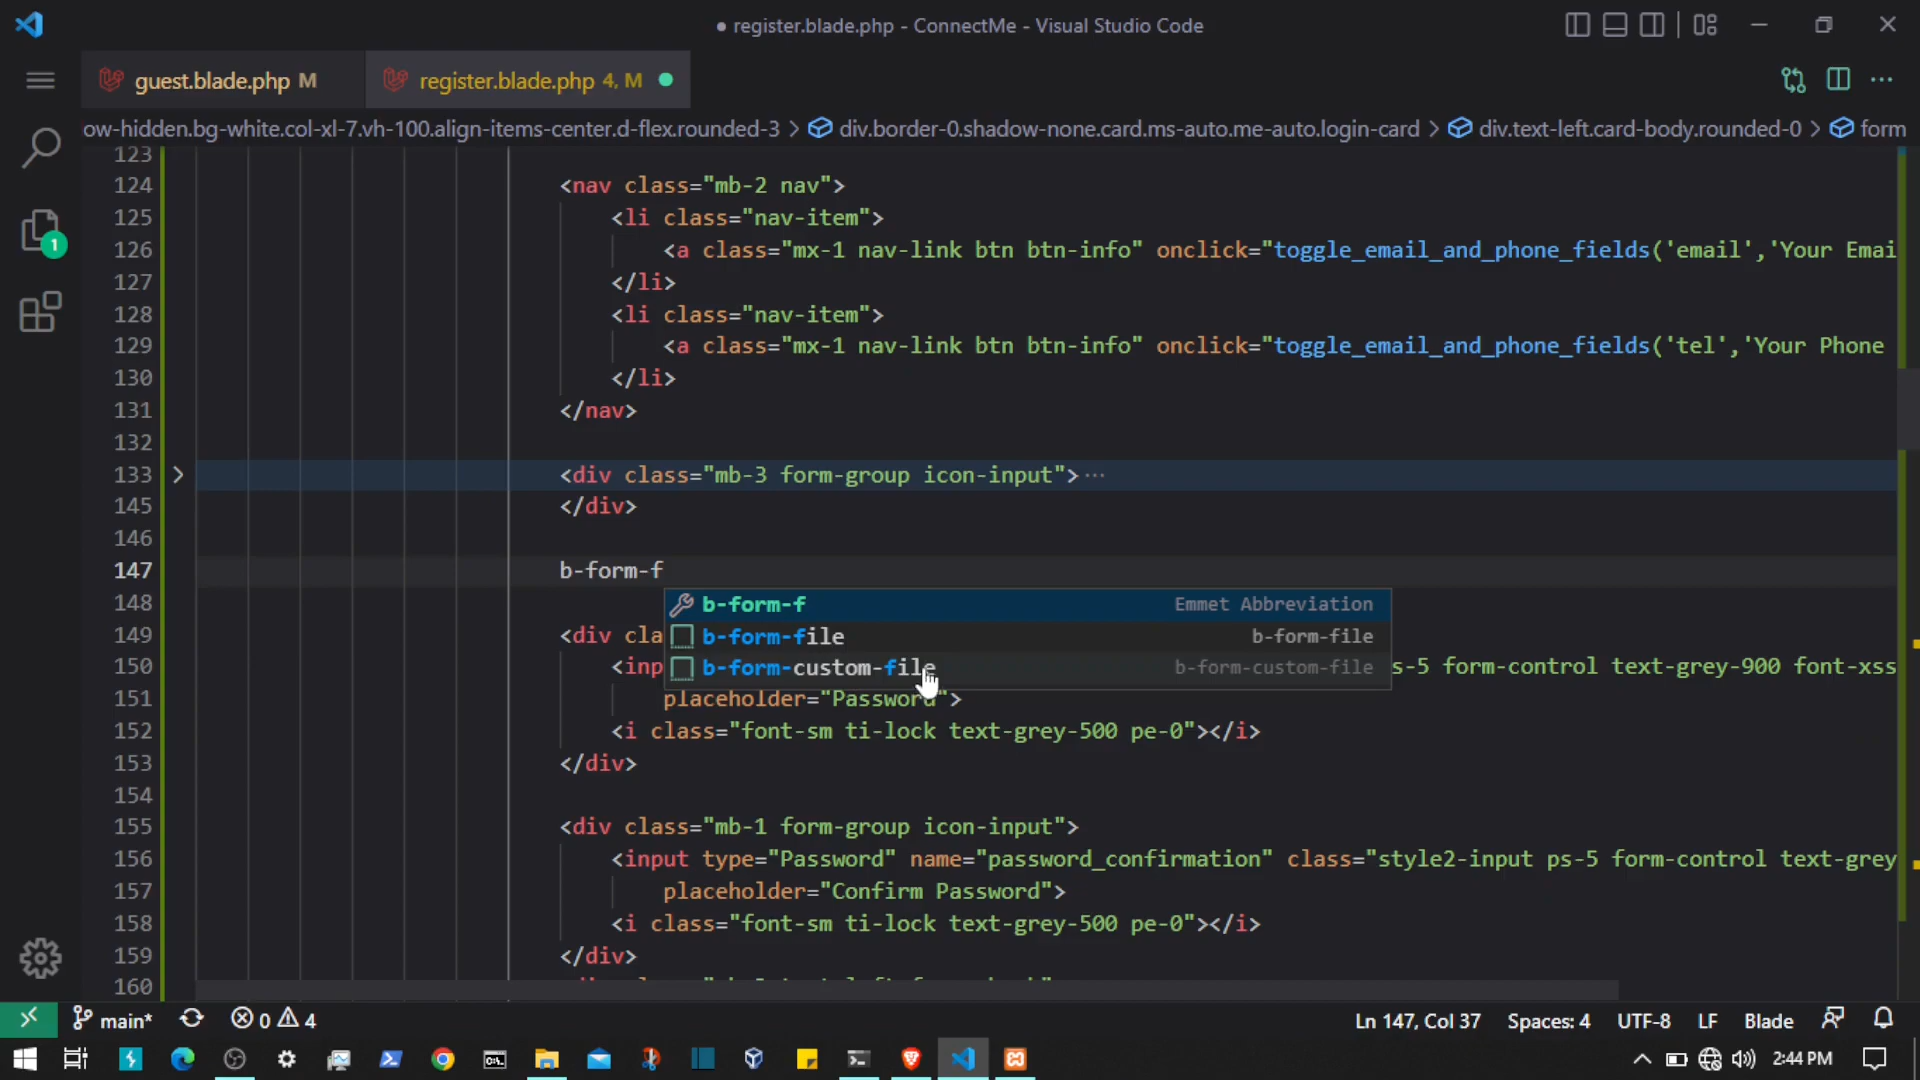 ● register.blade.php - ConnectMe - Visual Studio Code
guest.blade.php M
register.blade.php 4, M
ow-hidden.bg-white.col-xl-7.vh-100.align-items-center.d-flex.rounded-3 > div.border-0.shadow-none.card.ms-auto.me-auto.login-card > div.text-left.card-body.rounded-0 > form
123
124 <nav class="mb-2 nav">
125 <li class="nav-item">
126 <a class="mx-1 nav-link btn btn-info" onclick="toggle_email_and_phone_fields('email','Your Emai
127 </li>
128 <li class="nav-item">
129 <a class="mx-1 nav-link btn btn-info" onclick="toggle_email_and_phone_fields('tel','Your Phone
130 </li>
131 </nav>
132
133 <div class="mb-3 form-group icon-input">···
145 </div>
146
147 b-form-f
148 b-form-f Emmet Abbreviation
149 <div cla b-form-file b-form-file
150 <inp b-form-custom-file b-form-custom-file s-5 form-control text-grey-900 font-xss
151 placeholder="Password">
152 <i class="font-sm ti-lock text-grey-500 pe-0"></i>
153 </div>
154
155 <div class="mb-1 form-group icon-input">
156 <input type="Password" name="password_confirmation" class="style2-input ps-5 form-control text-grey
157 placeholder="Confirm Password">
158 <i class="font-sm ti-lock text-grey-500 pe-0"></i>
159 </div>
160
1
main* 0 4 Ln 147, Col 37 Spaces: 4 UTF-8 LF Blade
2:44 PM